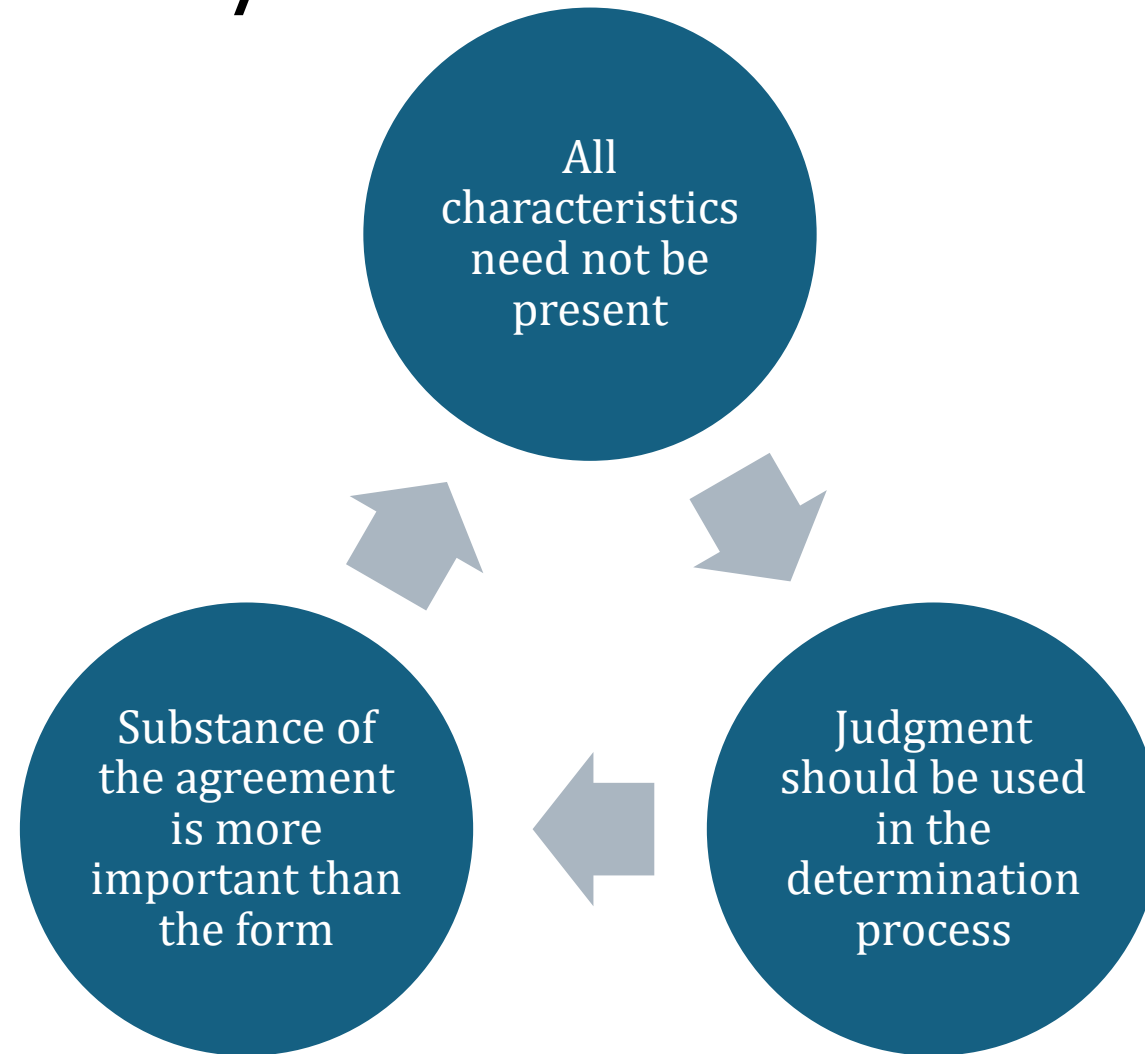 All
characteristics
need not be
present
Judgment
should be used
in the
determination
process
Substance of
the agreement
is more
important than
the form